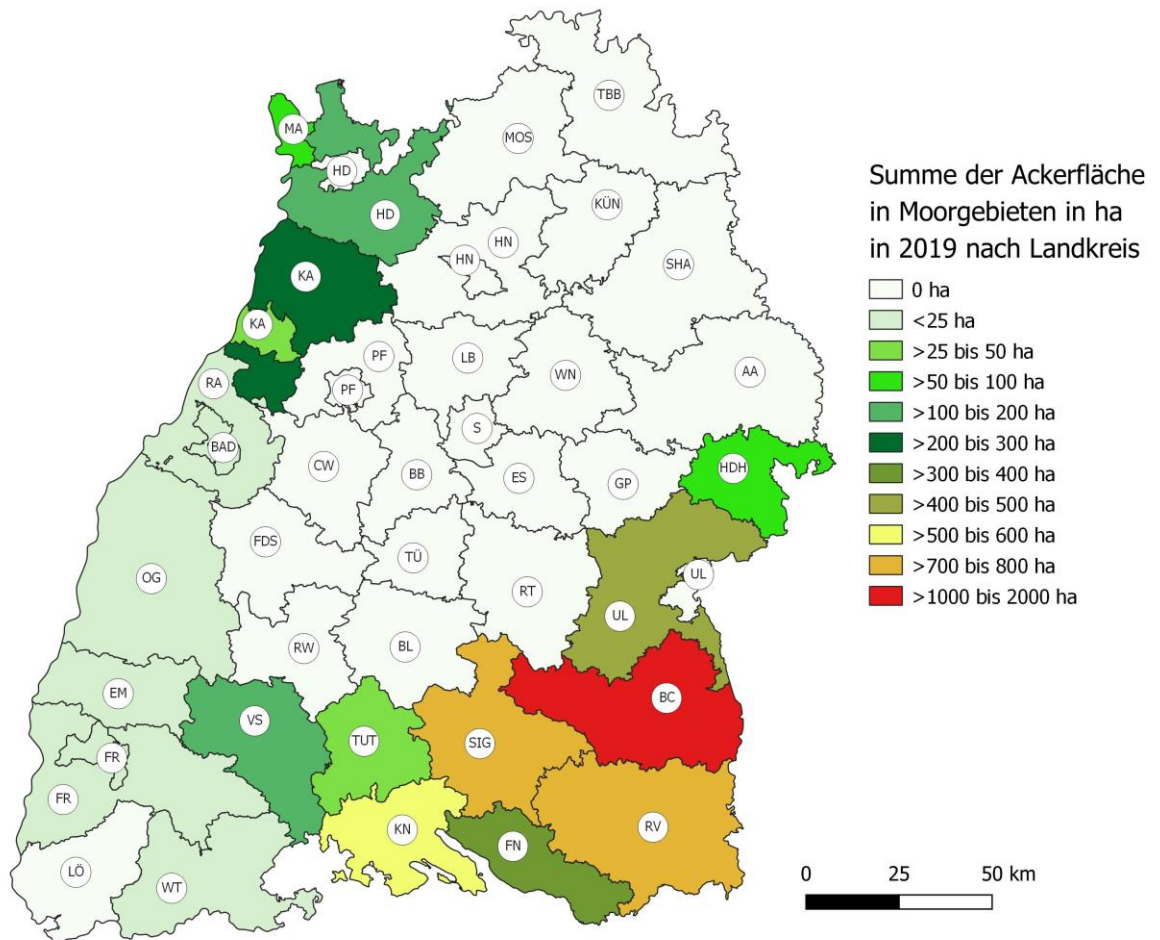 TBB
MA
MOS
HD
KÜN
HD
HN
HN
SHA
KA
KA
PF
LB
WN
AA
RA
PF
S
BAD
CW
BB
ES
GP
HDH
FDS
TÜ
UL
OG
RT
UL
RW
BL
EM
BC
VS
TUT
SIG
FR
FR
KN
RV
FN
LÖ
WT
Summe der Ackerfläche
in Moorgebieten in ha
in 2019 nach Landkreis
0 ha
<25 ha
>25 bis 50 ha
>50 bis 100 ha
>100 bis 200 ha
>200 bis 300 ha
>300 bis 400 ha
>400 bis 500 ha
>500 bis 600 ha
>700 bis 800 ha
>1000 bis 2000 ha
0 25 50 km